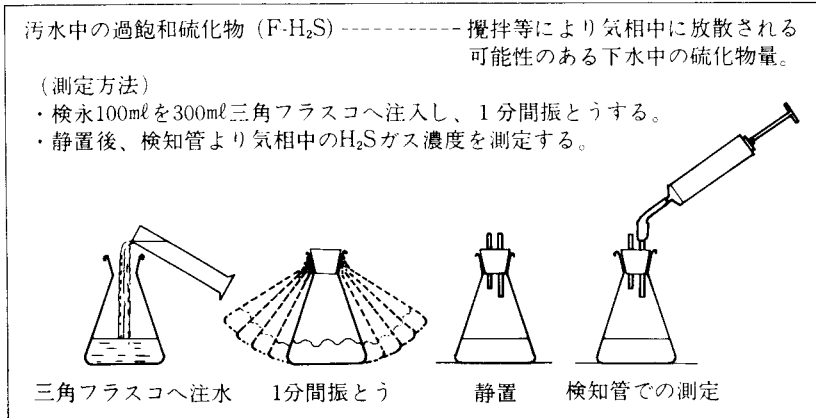 汚水中の過飽和硫化物 (F-H₂S) ---------------- 攪拌等により気相中に放散される
可能性のある下水中の硫化物量。
(測定方法)
・検永100mℓを300mℓ三角フラスコへ注入し、1分間振とうする。
・静置後、検知管より気相中のH₂Sガス濃度を測定する。
三角フラスコへ注水 1分間振とう 静置 検知管での測定